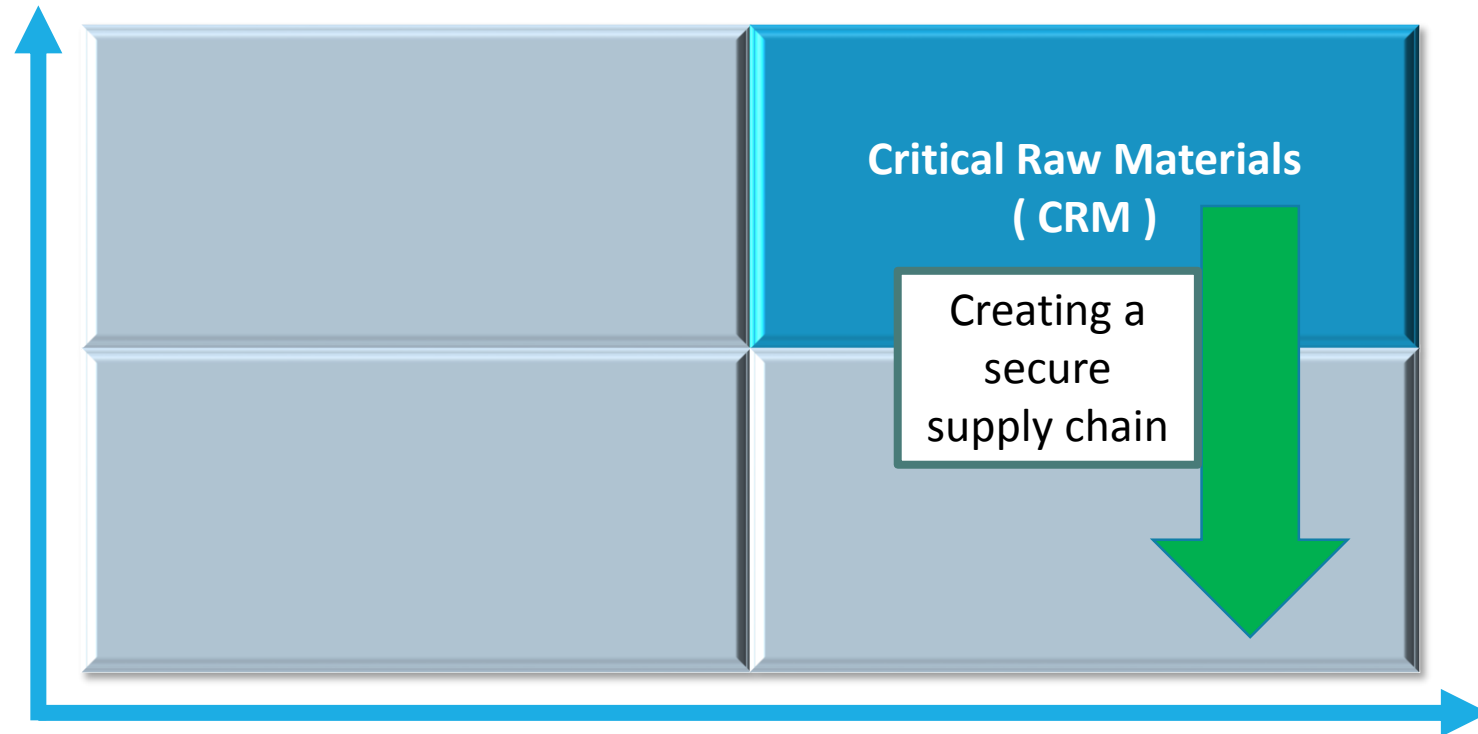 Critical Raw Materials
( CRM )
Creating a
secure
supply chain